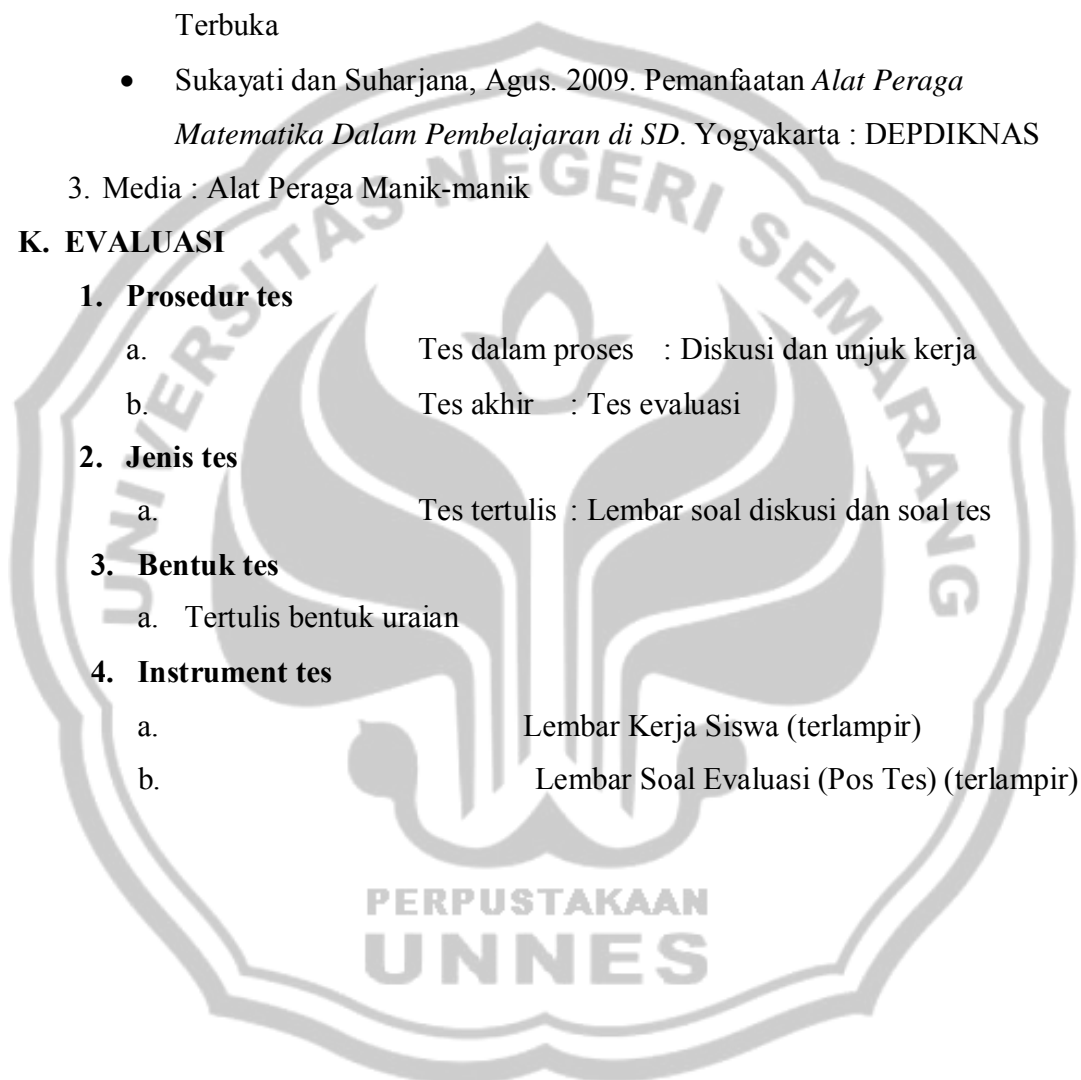 Terbuka
• Sukayati dan Suharjana, Agus. 2009. Pemanfaatan Alat Peraga
Matematika Dalam Pembelajaran di SD. Yogyakarta : DEPDIKNAS
3. Media : Alat Peraga Manik-manik
K. EVALUASI
1. Prosedur tes
a. Tes dalam proses : Diskusi dan unjuk kerja
b. Tes akhir : Tes evaluasi
2. Jenis tes
a. Tes tertulis : Lembar soal diskusi dan soal tes
3. Bentuk tes
a. Tertulis bentuk uraian
4. Instrument tes
a. Lembar Kerja Siswa (terlampir)
b. Lembar Soal Evaluasi (Pos Tes) (terlampir)
UNIVERSITAS NEGERI SEMARANG
PERPUSTAKAAN
UNNES